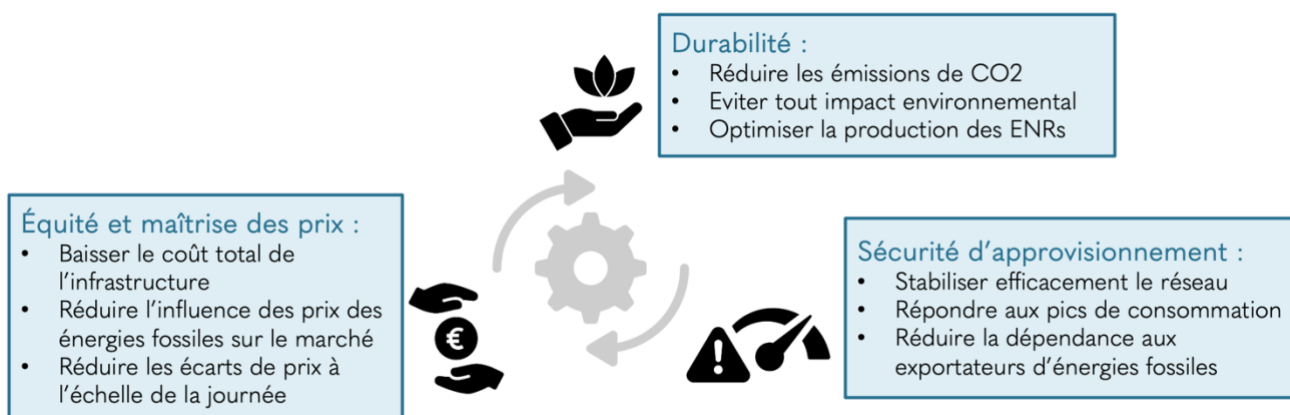 Durabilité :
• Réduire les émissions de CO2
• Eviter tout impact environnemental
• Optimiser la production des ENRs
Équité et maîtrise des prix :
• Baisser le coût total de
l’infrastructure
• Réduire l’influence des prix des
énergies fossiles sur le marché
• Réduire les écarts de prix à
l’échelle de la journée
€
!
Sécurité d’approvisionnement :
• Stabiliser efficacement le réseau
• Répondre aux pics de consommation
• Réduire la dépendance aux
exportateurs d’énergies fossiles